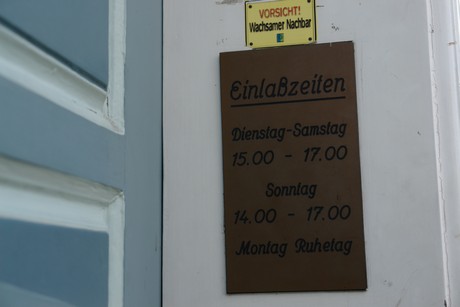 VORSICHT!
Wachsamer Nachbar
Einlaßzeiten
Dienstag-Samstag
15.00 - 17.00
Sonntag
14.00 - 17.00
Montag Ruhetag